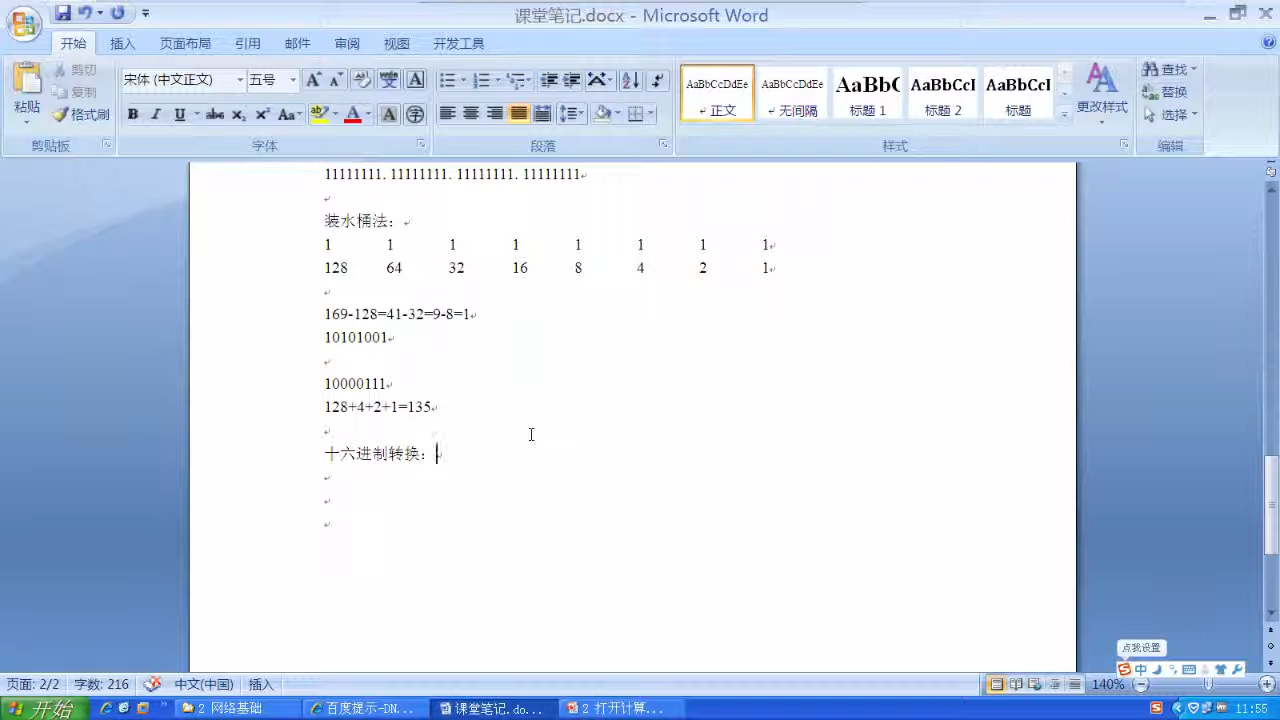 课堂笔记.docx - Microsoft Word
开始 插入 页面布局 引用 邮件 审阅 视图 开发工具
粘贴 剪切 复制 格式刷
宋体 (中文正文) 五号
AaBbCcDdEe AaBbCcDdEe AaBbC AaBbCcI AaBbCcI
正文 无间隔 标题 1 标题 2 标题 更改样式
查找 替换 选择
剪贴板 字体 段落 样式 编辑
11111111. 11111111. 11111111. 11111111
装水桶法：
1 1 1 1 1 1 1 1
128 64 32 16 8 4 2 1
169-128=41-32=9-8=1
10101001
10000111
128+4+2+1=135
十六进制转换：
点我设置
中
页面: 2/2 字数: 216 中文(中国) 插入 140%
开始 2 网络基础 百度提示-DN... 课堂笔记.do... 2 打开计算... 11:55